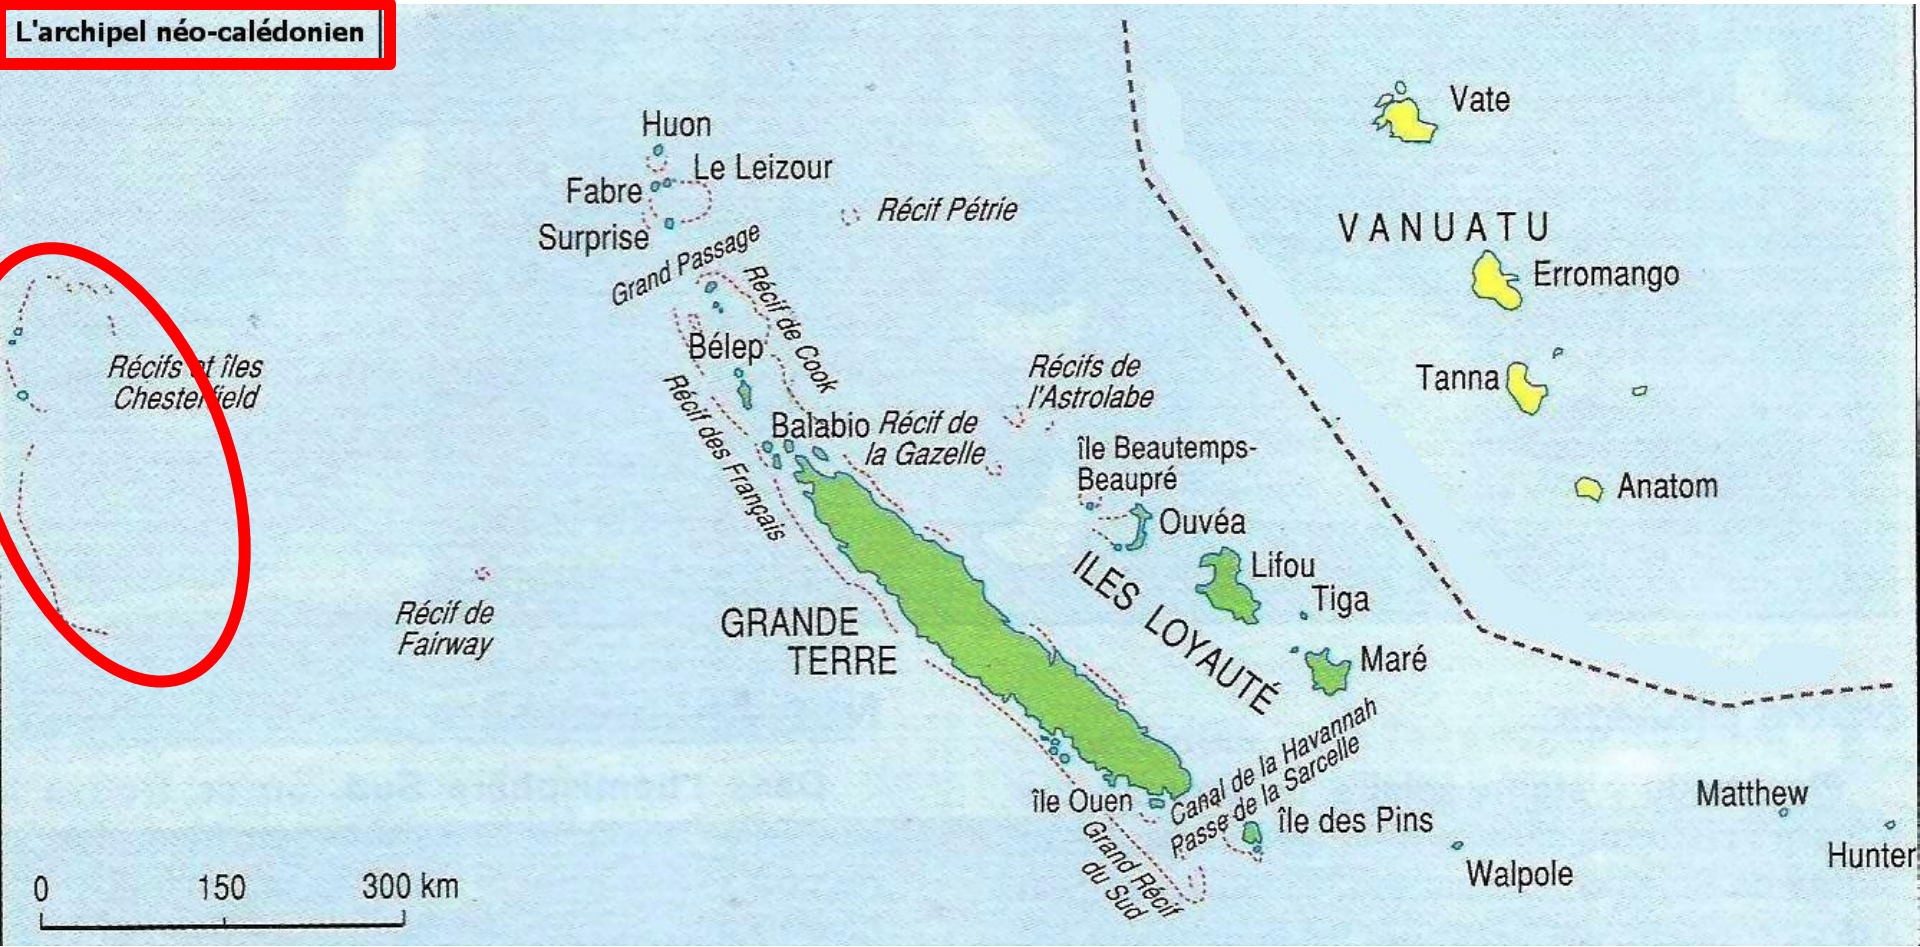 L'archipel néo-calédonien
Vate
Huon
Le Leizour
Fabre
Récif Pétrie
Surprise
VANUATU
Grand Passage
Erromango
Récif de Cook
Bélep
Récifs et îles
Chesterfield
Récifs de
l'Astrolabe
Tanna
Récif des Français
Balabio
Récif de
la Gazelle
île Beautemps-
Beaupré
Anatom
Ouvéa
Lifou
ILES LOYAUTÉ
Tiga
Récif de
Fairway
GRANDE
TERRE
Maré
Canal de la Havannah
Passe de la Sarcelle
île Ouen
île des Pins
Matthew
Grand Récif
du Sud
Walpole
Hunter
0 150 300 km